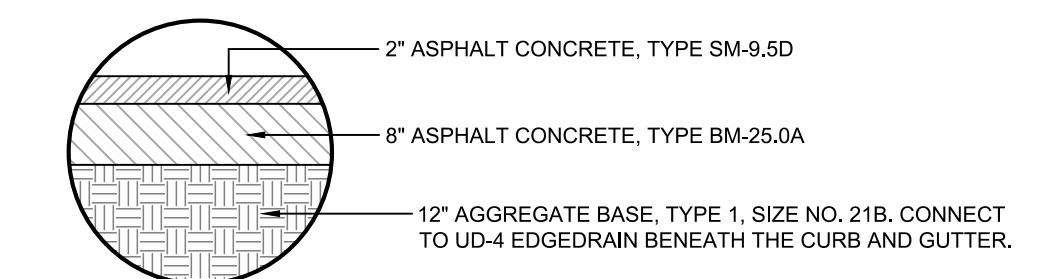 2" ASPHALT CONCRETE, TYPE SM-9.5D
8" ASPHALT CONCRETE, TYPE BM-25.0A
12" AGGREGATE BASE, TYPE 1, SIZE NO. 21B. CONNECT
TO UD-4 EDGEDRAIN BENEATH THE CURB AND GUTTER.